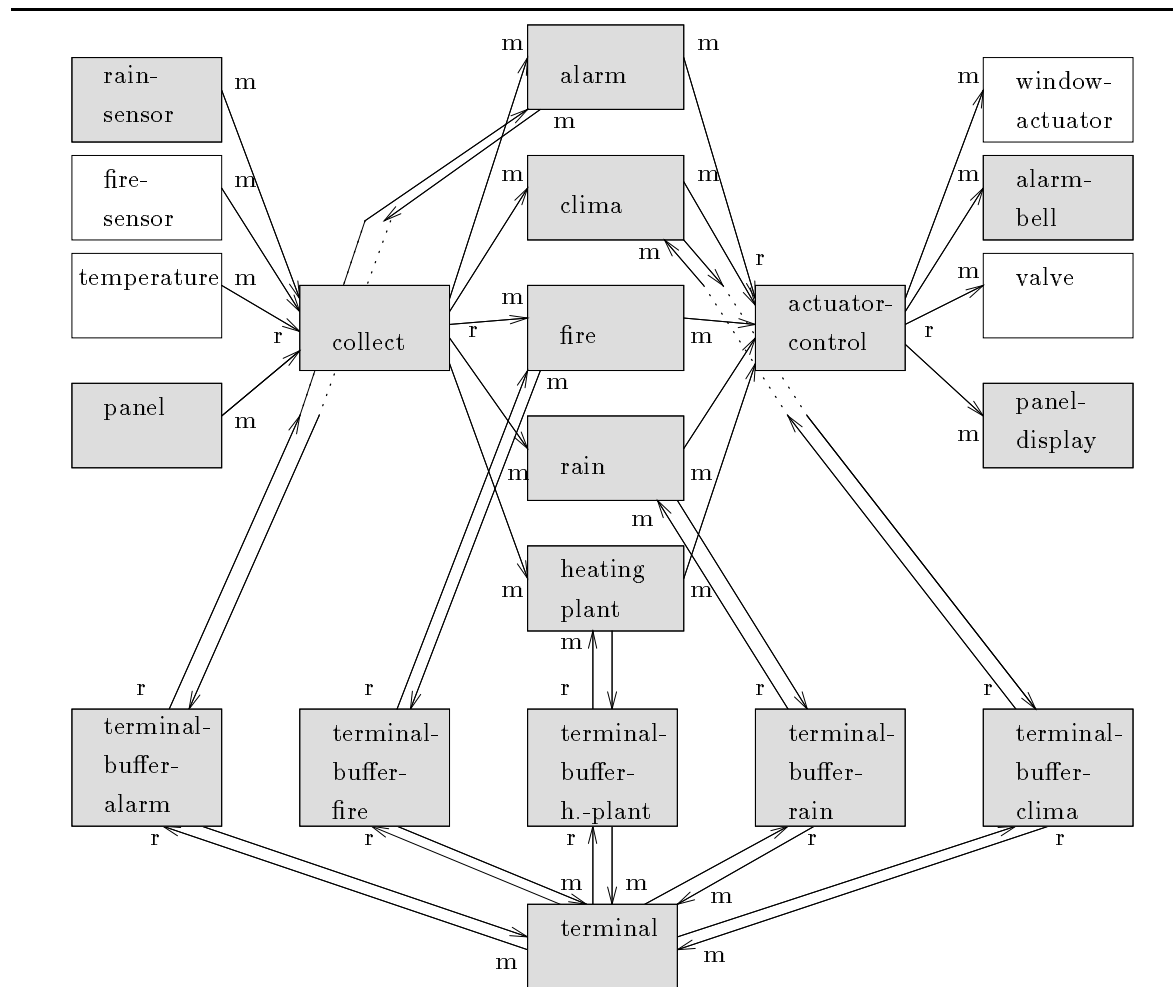 m
m
alarm
rain-
sensor
m
m
window-
actuator
m
fire-
sensor
m
m
clima
m
m
alarm-
bell
m
temperature
m
m
r
m
valve
m
r
collect
r
fire
m
actuator-
control
r
panel
m
m
rain
m
m
panel-
display
m
m
heating
plant
m
m
m
r
r
r
r
r
terminal-
buffer-
alarm
terminal-
buffer-
fire
terminal-
buffer-
h.-plant
terminal-
buffer-
rain
terminal-
buffer-
clima
r
r
r
r
r
m
m
m
terminal
m
m